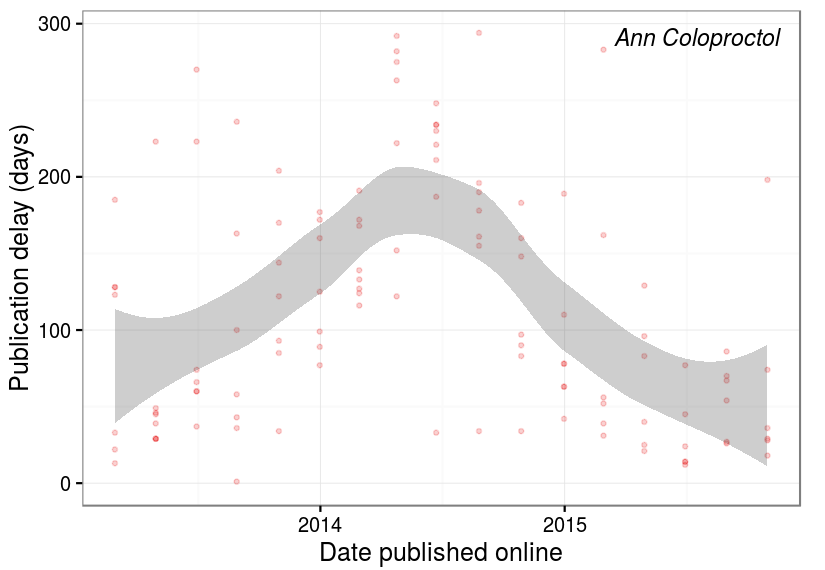 Ann Coloproctol
Publication delay (days)
300
200
100
0
2014
2015
Date published online